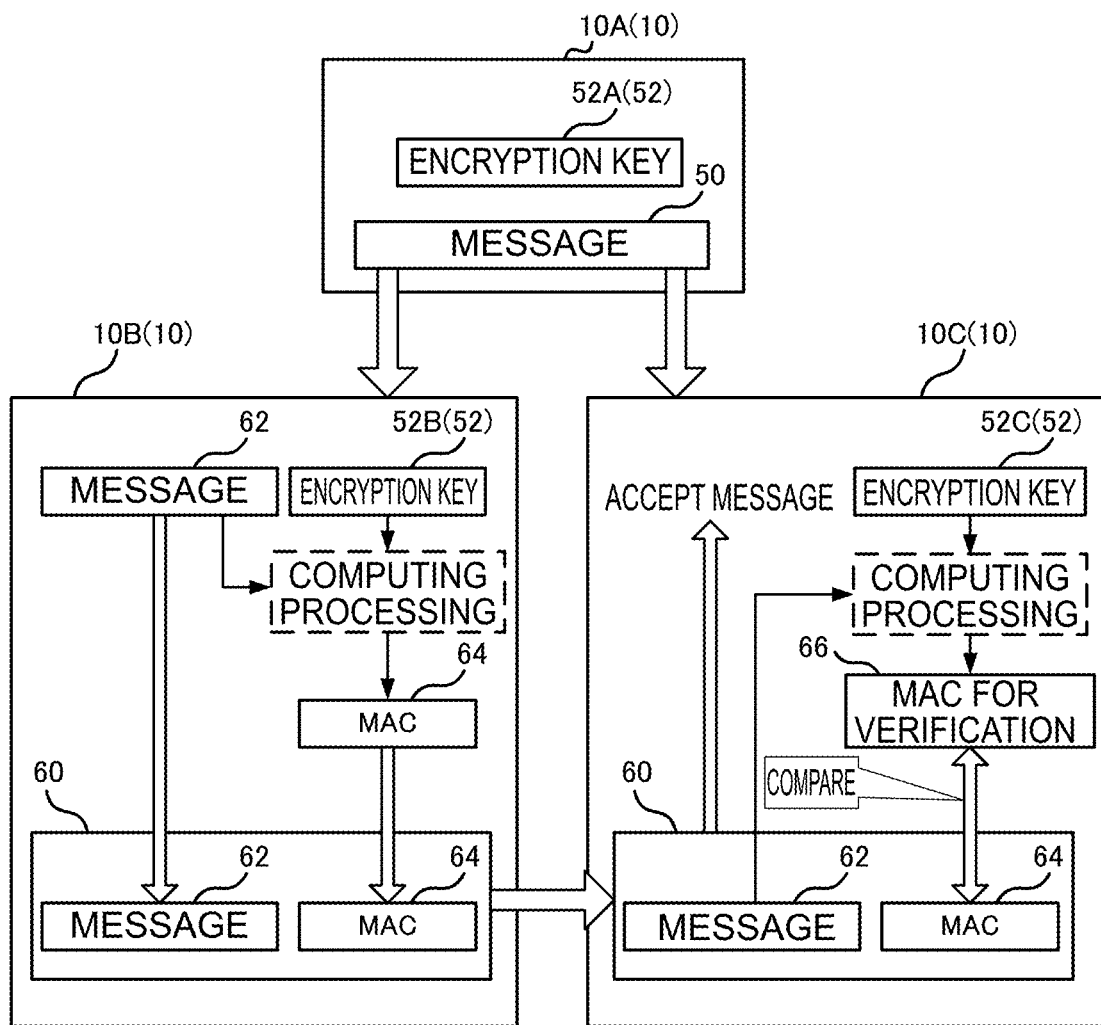 10A(10)
52A(52)
ENCRYPTION KEY
50
MESSAGE
10B(10)
62
52B(52)
MESSAGE
ENCRYPTION KEY
COMPUTING
PROCESSING
64
MAC
60
62
64
MESSAGE
MAC
10C(10)
52C(52)
ACCEPT MESSAGE
ENCRYPTION KEY
COMPUTING
PROCESSING
66
MAC FOR
VERIFICATION
COMPARE
60
62
64
MESSAGE
MAC